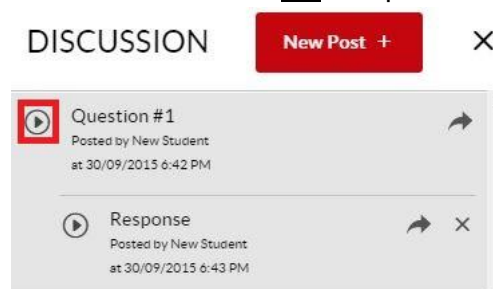 DISCUSSION New Post +
Question #1
Posted by New Student
at 30/09/2015 6:42 PM
Response
Posted by New Student
at 30/09/2015 6:43 PM